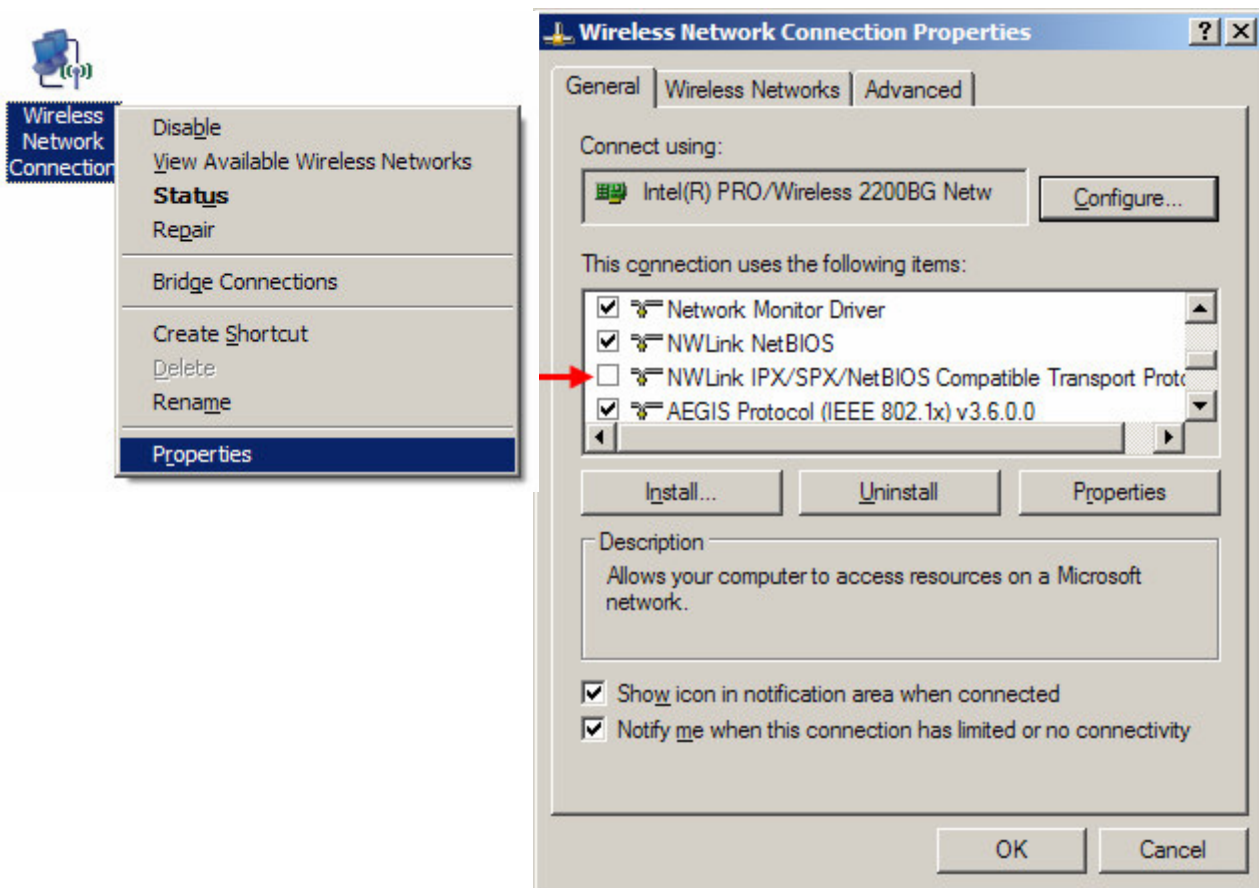 Wireless
Network
Connection
Disable
View Available Wireless Networks
Status
Repair
Bridge Connections
Create Shortcut
Delete
Rename
Properties
Wireless Network Connection Properties
General
Wireless Networks
Advanced
Connect using:
Intel(R) PRO/Wireless 2200BG Netw
Configure...
This connection uses the following items:
Network Monitor Driver
NWLink NetBIOS
NWLink IPX/SPX/NetBIOS Compatible Transport Proto
AEGIS Protocol (IEEE 802.1x) v3.6.0.0
Install...
Uninstall
Properties
Description
Allows your computer to access resources on a Microsoft
network.
Show icon in notification area when connected
Notify me when this connection has limited or no connectivity
OK
Cancel